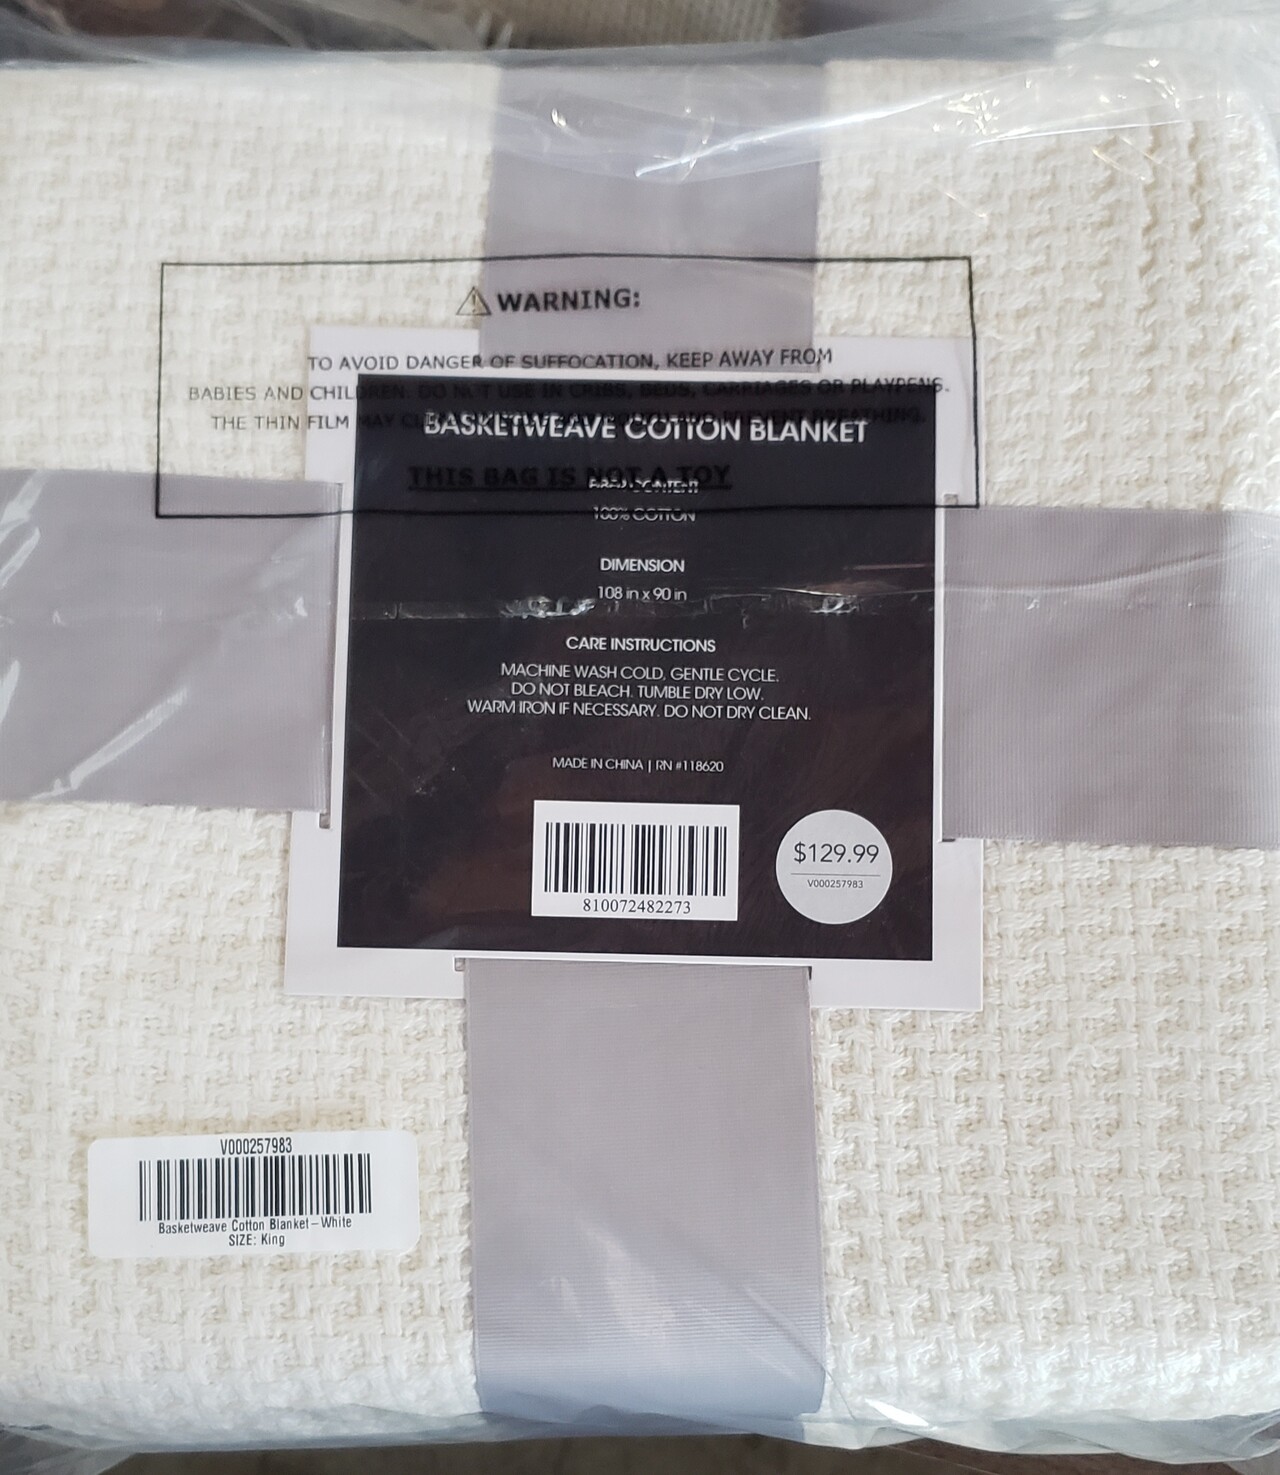 WARNING:
TO AVOID DANGER OF SUFFOCATION, KEEP AWAY FROM
BABIES AND CHILDREN. DO NOT USE IN CRIBS, BEDS, CARRIAGES OR PLAYPENS.
THE THIN FILM MAY AND PREVENT BREATHING.
THIS BAG IS NOT A TOY
BASKETWEAVE COTTON BLANKET
CONTENT
100% COTTON
DIMENSION
108 in x 90 in
CARE INSTRUCTIONS
MACHINE WASH COLD, GENTLE CYCLE.
DO NOT BLEACH. TUMBLE DRY LOW.
WARM IRON IF NECESSARY. DO NOT DRY CLEAN.
MADE IN CHINA | RN #118620
810072482273
$129.99
V000257983
V000257983
Basketweave Cotton Blanket – White
SIZE: King